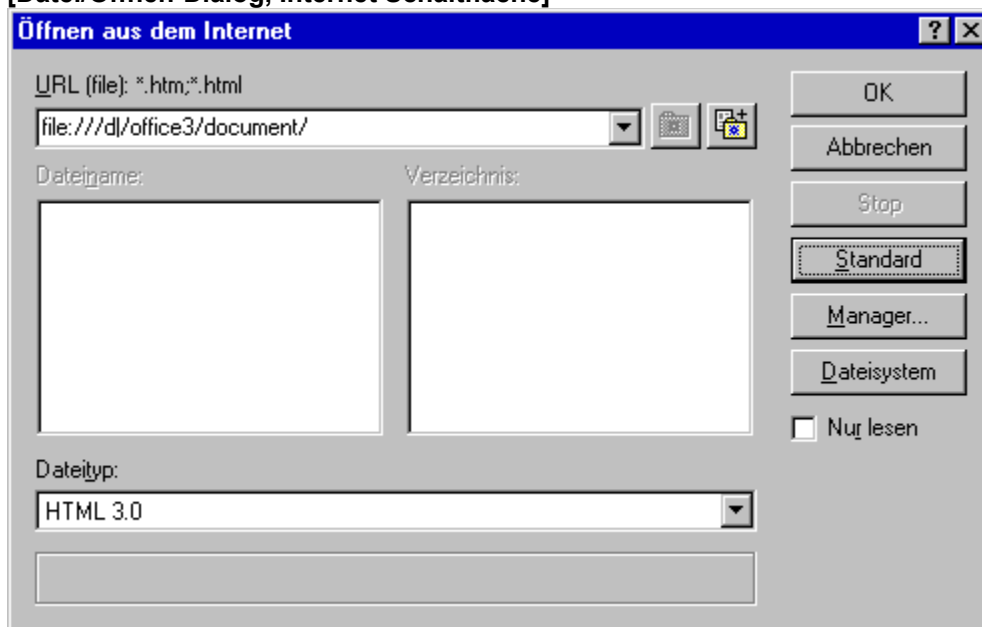 [Datei/Öffnen-Dialog, Internet-Schaltfläche]
Öffnen aus dem Internet
URL (file): *.htm;*.html
file:///d|/office3/document/
Dateiname:
Verzeichnis:
OK
Abbrechen
Stop
Standard
Manager...
Dateisystem
Nur lesen
Dateityp:
HTML 3.0